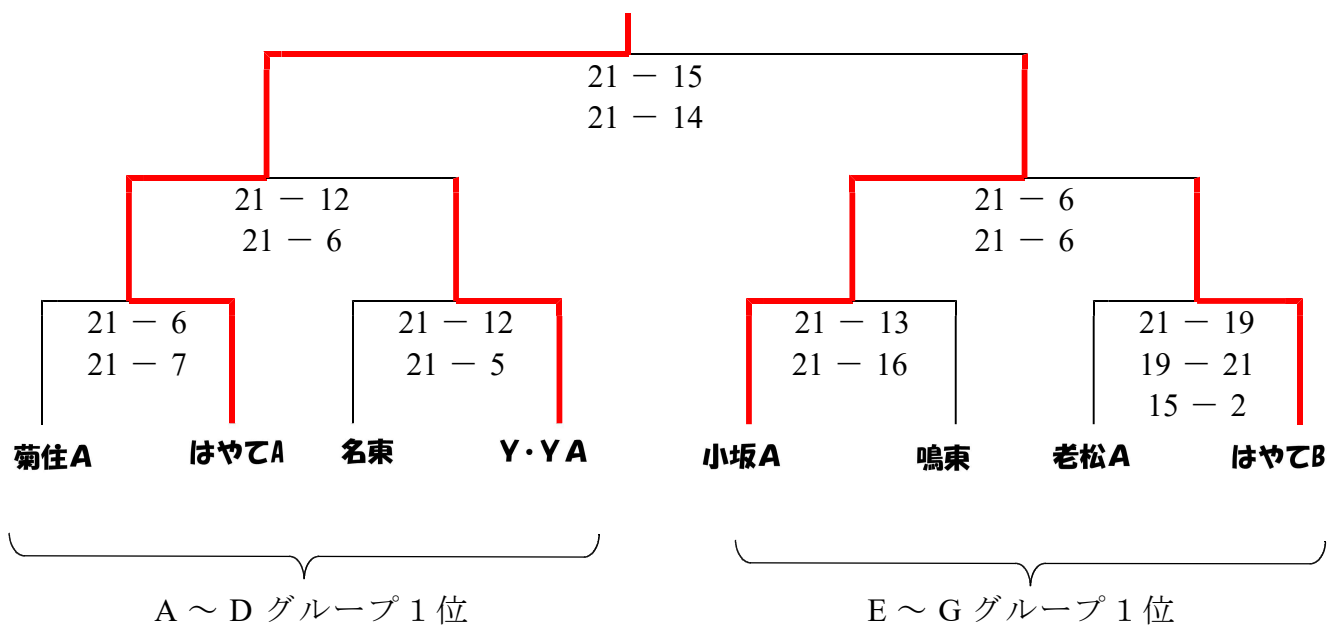 21 － 15
21 － 14
21 － 12
21 － 6
21 － 6
21 － 6
21 － 6
21 － 7
21 － 12
21 － 5
21 － 13
21 － 16
21 － 19
19 － 21
15 － 2
菊住A
はやてA
名東
Y・Y A
小坂A
鳴東
老松A
はやてB
A ～ D グループ１位
E ～ G グループ１位